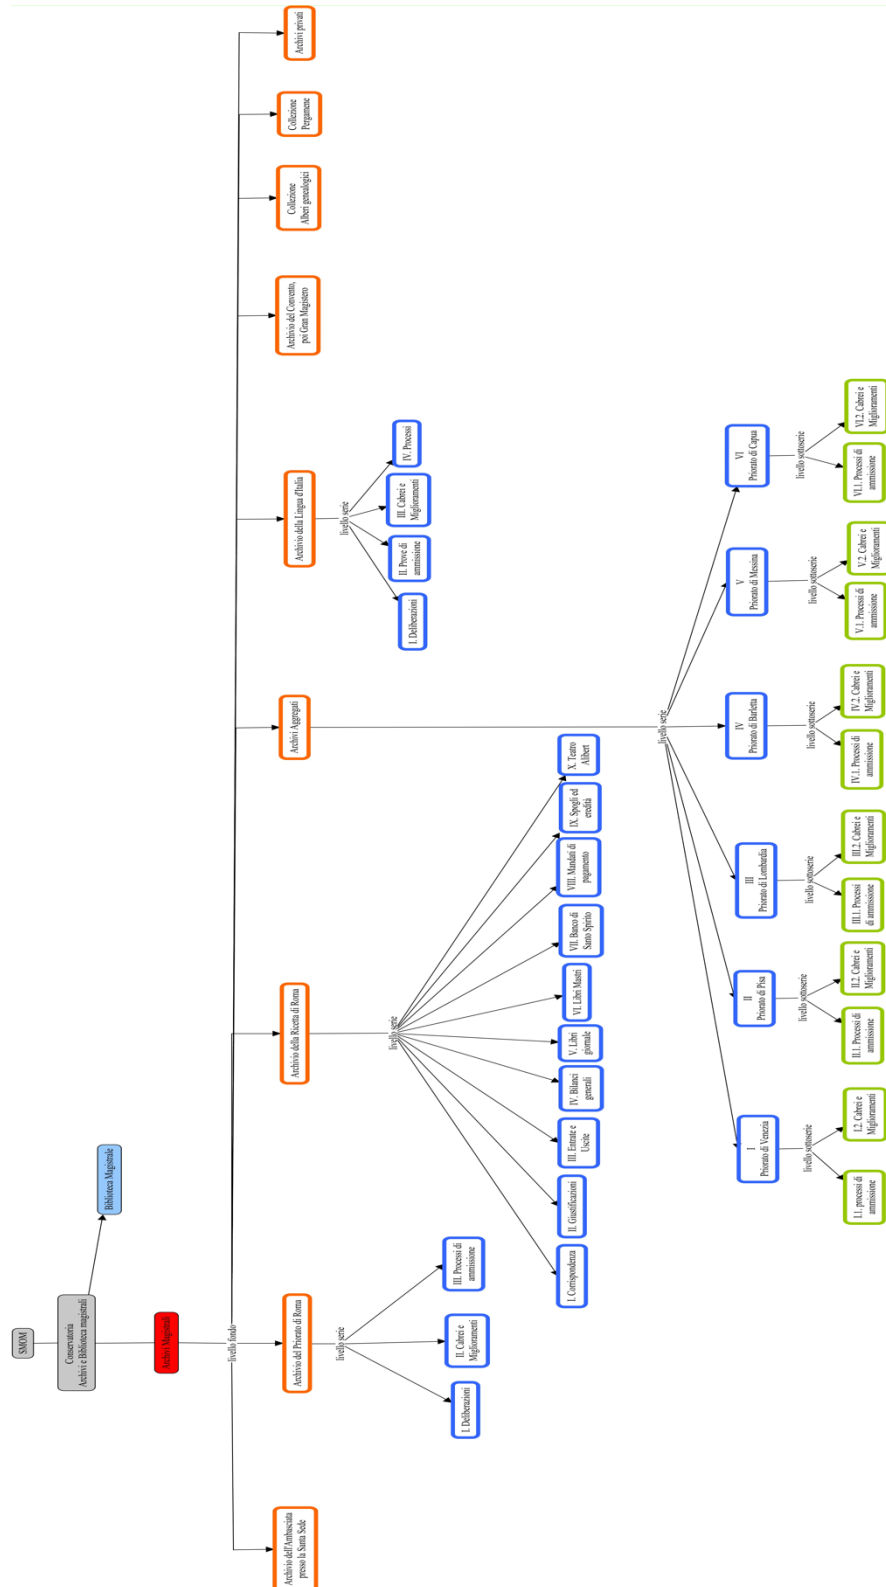 SMOM
Conservatoria
Archivi e Biblioteca magistrali
Biblioteca Magistrale
Archivi Magistrali
livello fondo
Archivio dell'Ambasciata
presso la Santa Sede
Archivio del Priorato di Roma
Archivio della Ricetta di Roma
Archivi Aggregati
Archivio della Lingua d'Italia
Archivio del Convento,
poi Gran Magistero
Collezione
Alberi genealogici
Collezione
Pergamene
Archivi privati
livello serie
I. Deliberazioni
II. Cabrei e
Miglioramenti
III. Processi di
ammissione
livello serie
I. Corrispondenza
II. Giustificazioni
III. Entrate e
Uscite
IV. Bilanci
generali
V. Libri
giornale
VI. Libri Mastri
VII. Banco di
Santo Spirito
VIII. Mandati di
pagamento
IX. Spogli ed
eredità
X. Teatro
Alibert
livello serie
I. Deliberazioni
II. Prove di
ammissione
III. Cabrei e
Miglioramenti
IV. Processi
livello serie
I
Priorato di Venezia
II
Priorato di Pisa
III
Priorato di Lombardia
IV
Priorato di Barletta
V
Priorato di Messina
VI
Priorato di Capua
livello sottoserie
I.1. processi di
ammissione
I.2. Cabrei e
Miglioramenti
livello sottoserie
II.1. Processi di
ammissione
II.2. Cabrei e
Miglioramenti
livello sottoserie
III.1. Processi
di ammissione
III.2. Cabrei e
Miglioramenti
livello sottoserie
IV.1. Processi di
ammissione
IV.2. Cabrei e
Miglioramenti
livello sottoserie
V.1. Processi di
ammissione
V.2. Cabrei e
Miglioramenti
livello sottoserie
VI.1. Processi di
ammissione
VI.2. Cabrei e
Miglioramenti